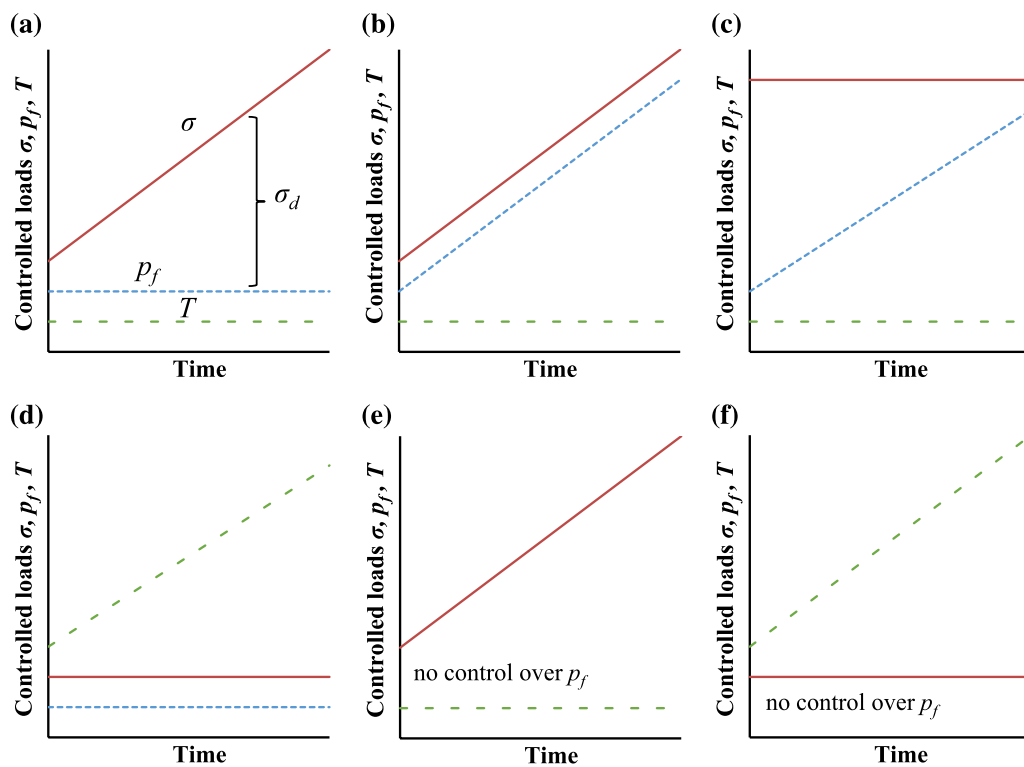 (a)
Controlled loads σ, p_f, T
σ
σ_d
p_f
T
Time
(b)
Controlled loads σ, p_f, T
Time
(c)
Controlled loads σ, p_f, T
Time
(d)
Controlled loads σ, p_f, T
Time
(e)
Controlled loads σ, p_f, T
no control over p_f
Time
(f)
Controlled loads σ, p_f, T
no control over p_f
Time